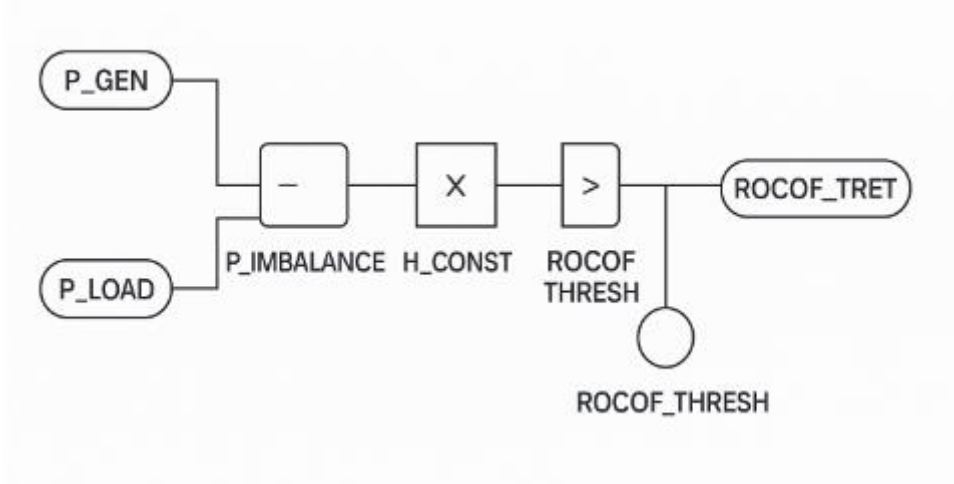 P_GEN
−
X
>
ROCOF_TRET
P_LOAD
P_IMBALANCE
H_CONST
ROCOF
THRESH
ROCOF_THRESH